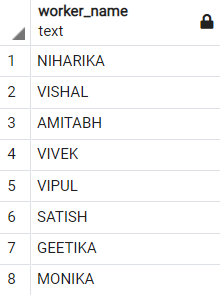 worker_name
text
1 NIHARIKA
2 VISHAL
3 AMITABH
4 VIVEK
5 VIPUL
6 SATISH
7 GEETIKA
8 MONIKA